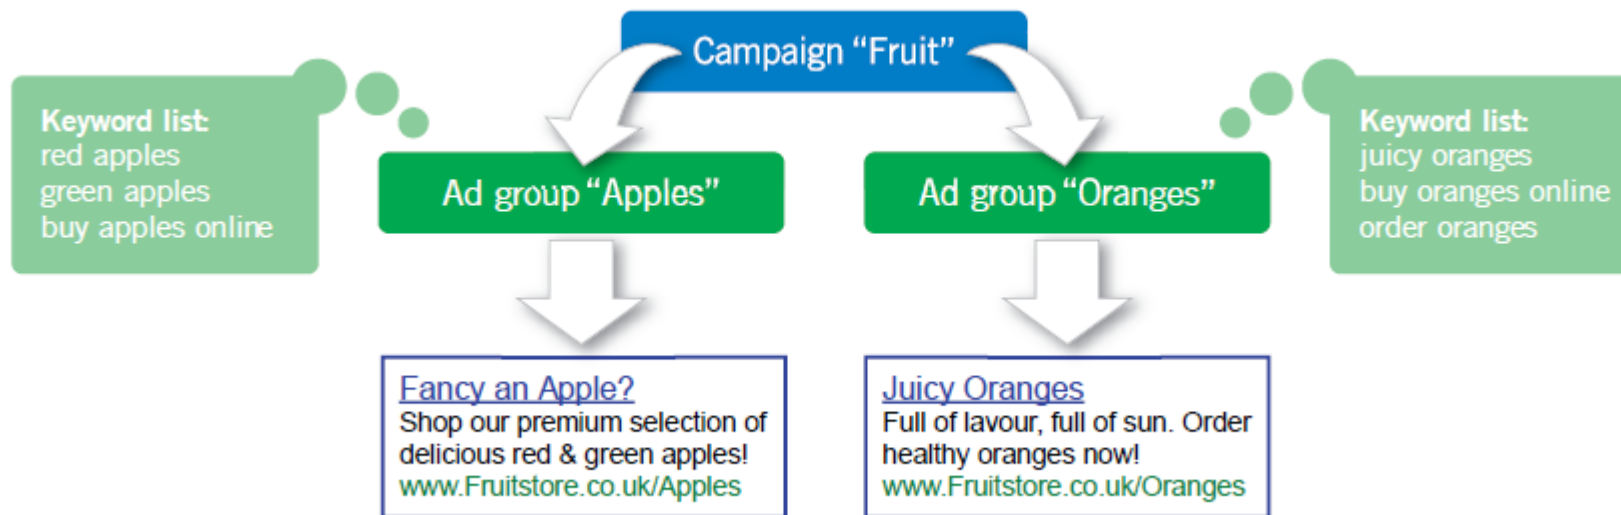 Campaign “Fruit”
Keyword list:
red apples
green apples
buy apples online
Ad group “Apples”
Ad group “Oranges”
Keyword list:
juicy oranges
buy oranges online
order oranges
Fancy an Apple?
Shop our premium selection of
delicious red & green apples!
www.Fruitstore.co.uk/Apples
Juicy Oranges
Full of lavour, full of sun. Order
healthy oranges now!
www.Fruitstore.co.uk/Oranges